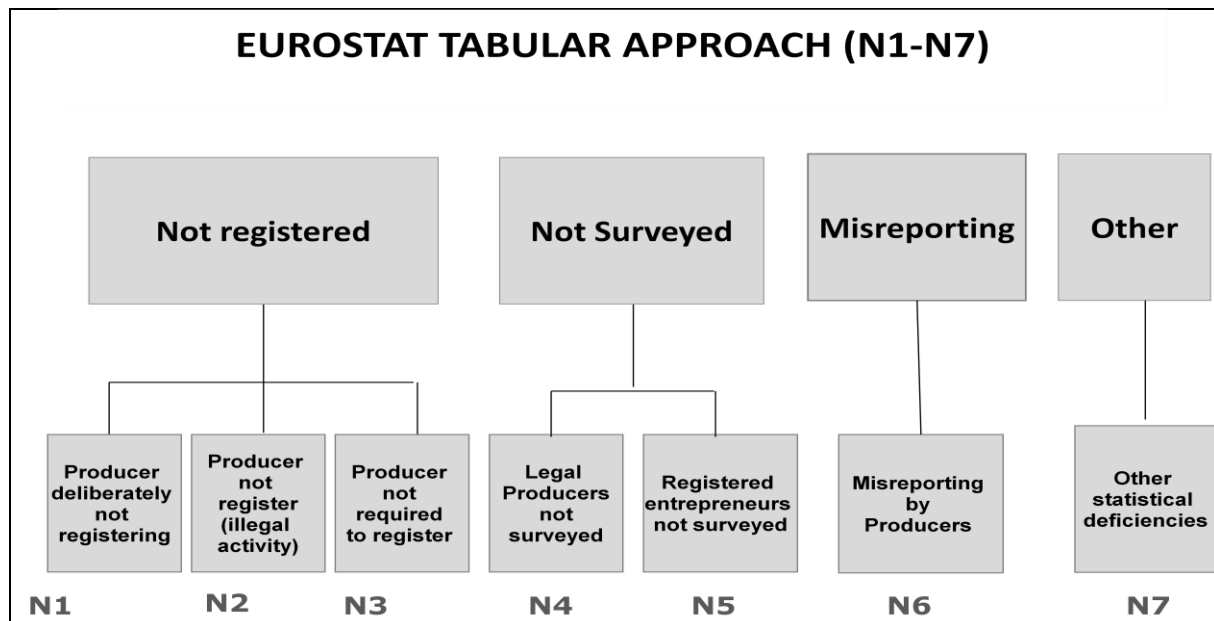 EUROSTAT TABULAR APPROACH (N1-N7)
Not registered
Not Surveyed
Misreporting
Other
Producer
deliberately
not
registering
Producer
not
register
(illegal
activity)
Producer
not
required
to register
Legal
Producers
not
surveyed
Registered
entrepreneurs
not surveyed
Misreporting
by
Producers
Other
statistical
deficiencies
N1
N2
N3
N4
N5
N6
N7